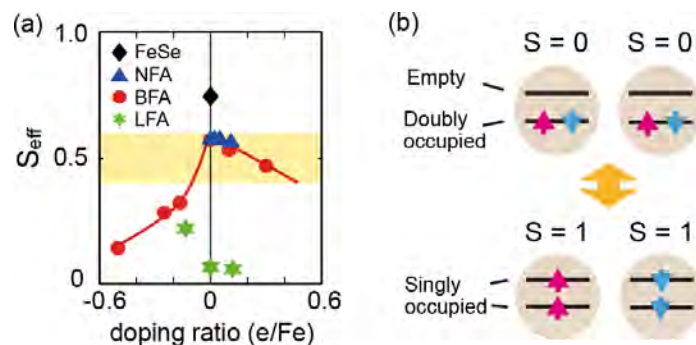 (a)
1.0
0.5
0
S_eff
FeSe
NFA
BFA
LFA
-0.6
0
0.6
doping ratio (e/Fe)
(b)
S = 0
S = 0
Empty
Doubly
occupied
S = 1
S = 1
Singly
occupied